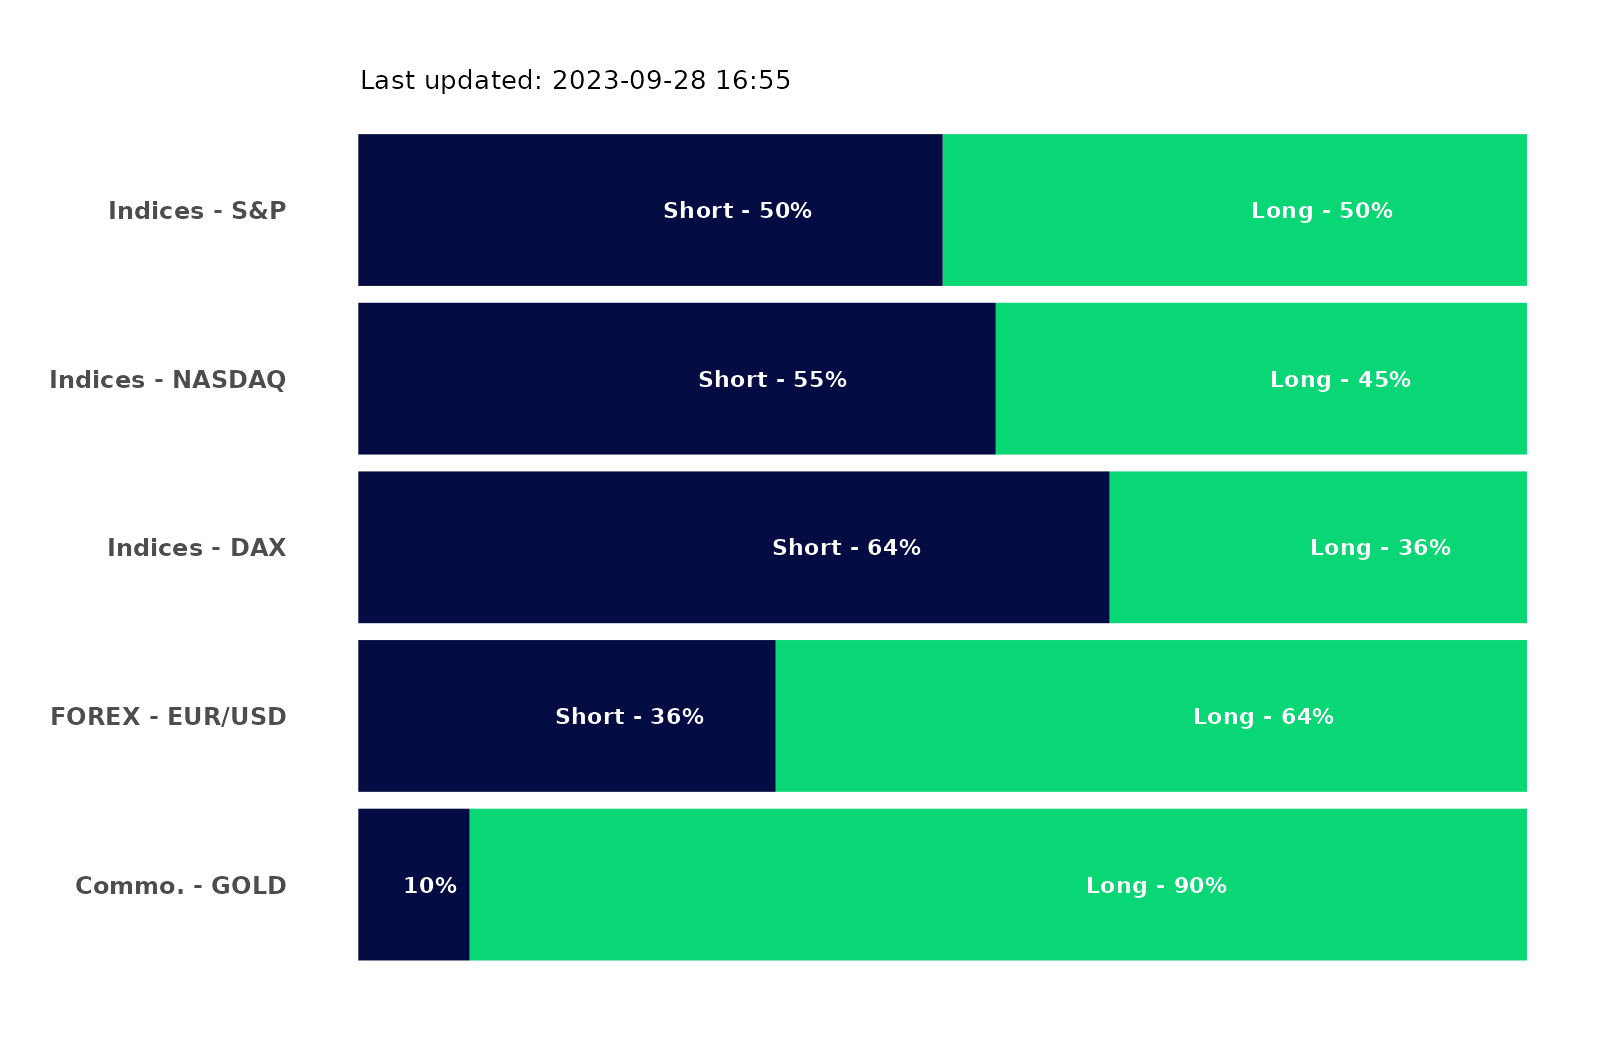 Last updated: 2023-09-28 16:55
Indices - S&P Short - 50% Long - 50%
Indices - NASDAQ Short - 55% Long - 45%
Indices - DAX Short - 64% Long - 36%
FOREX - EUR/USD Short - 36% Long - 64%
Commo. - GOLD 10% Long - 90%